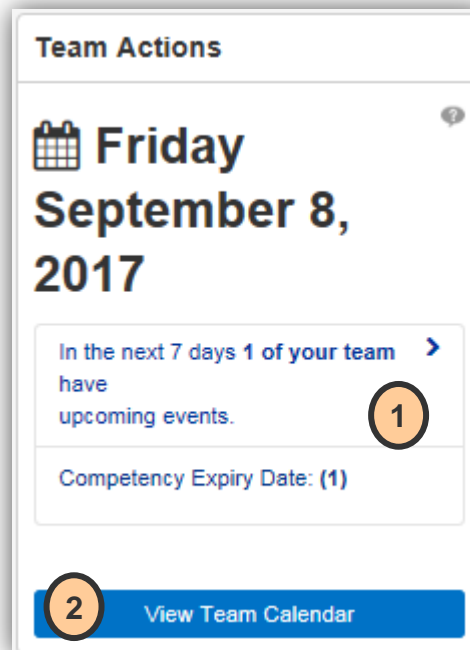 Team Actions
Friday
September 8,
2017
In the next 7 days 1 of your team
have
upcoming events.
1
Competency Expiry Date: (1)
2
View Team Calendar